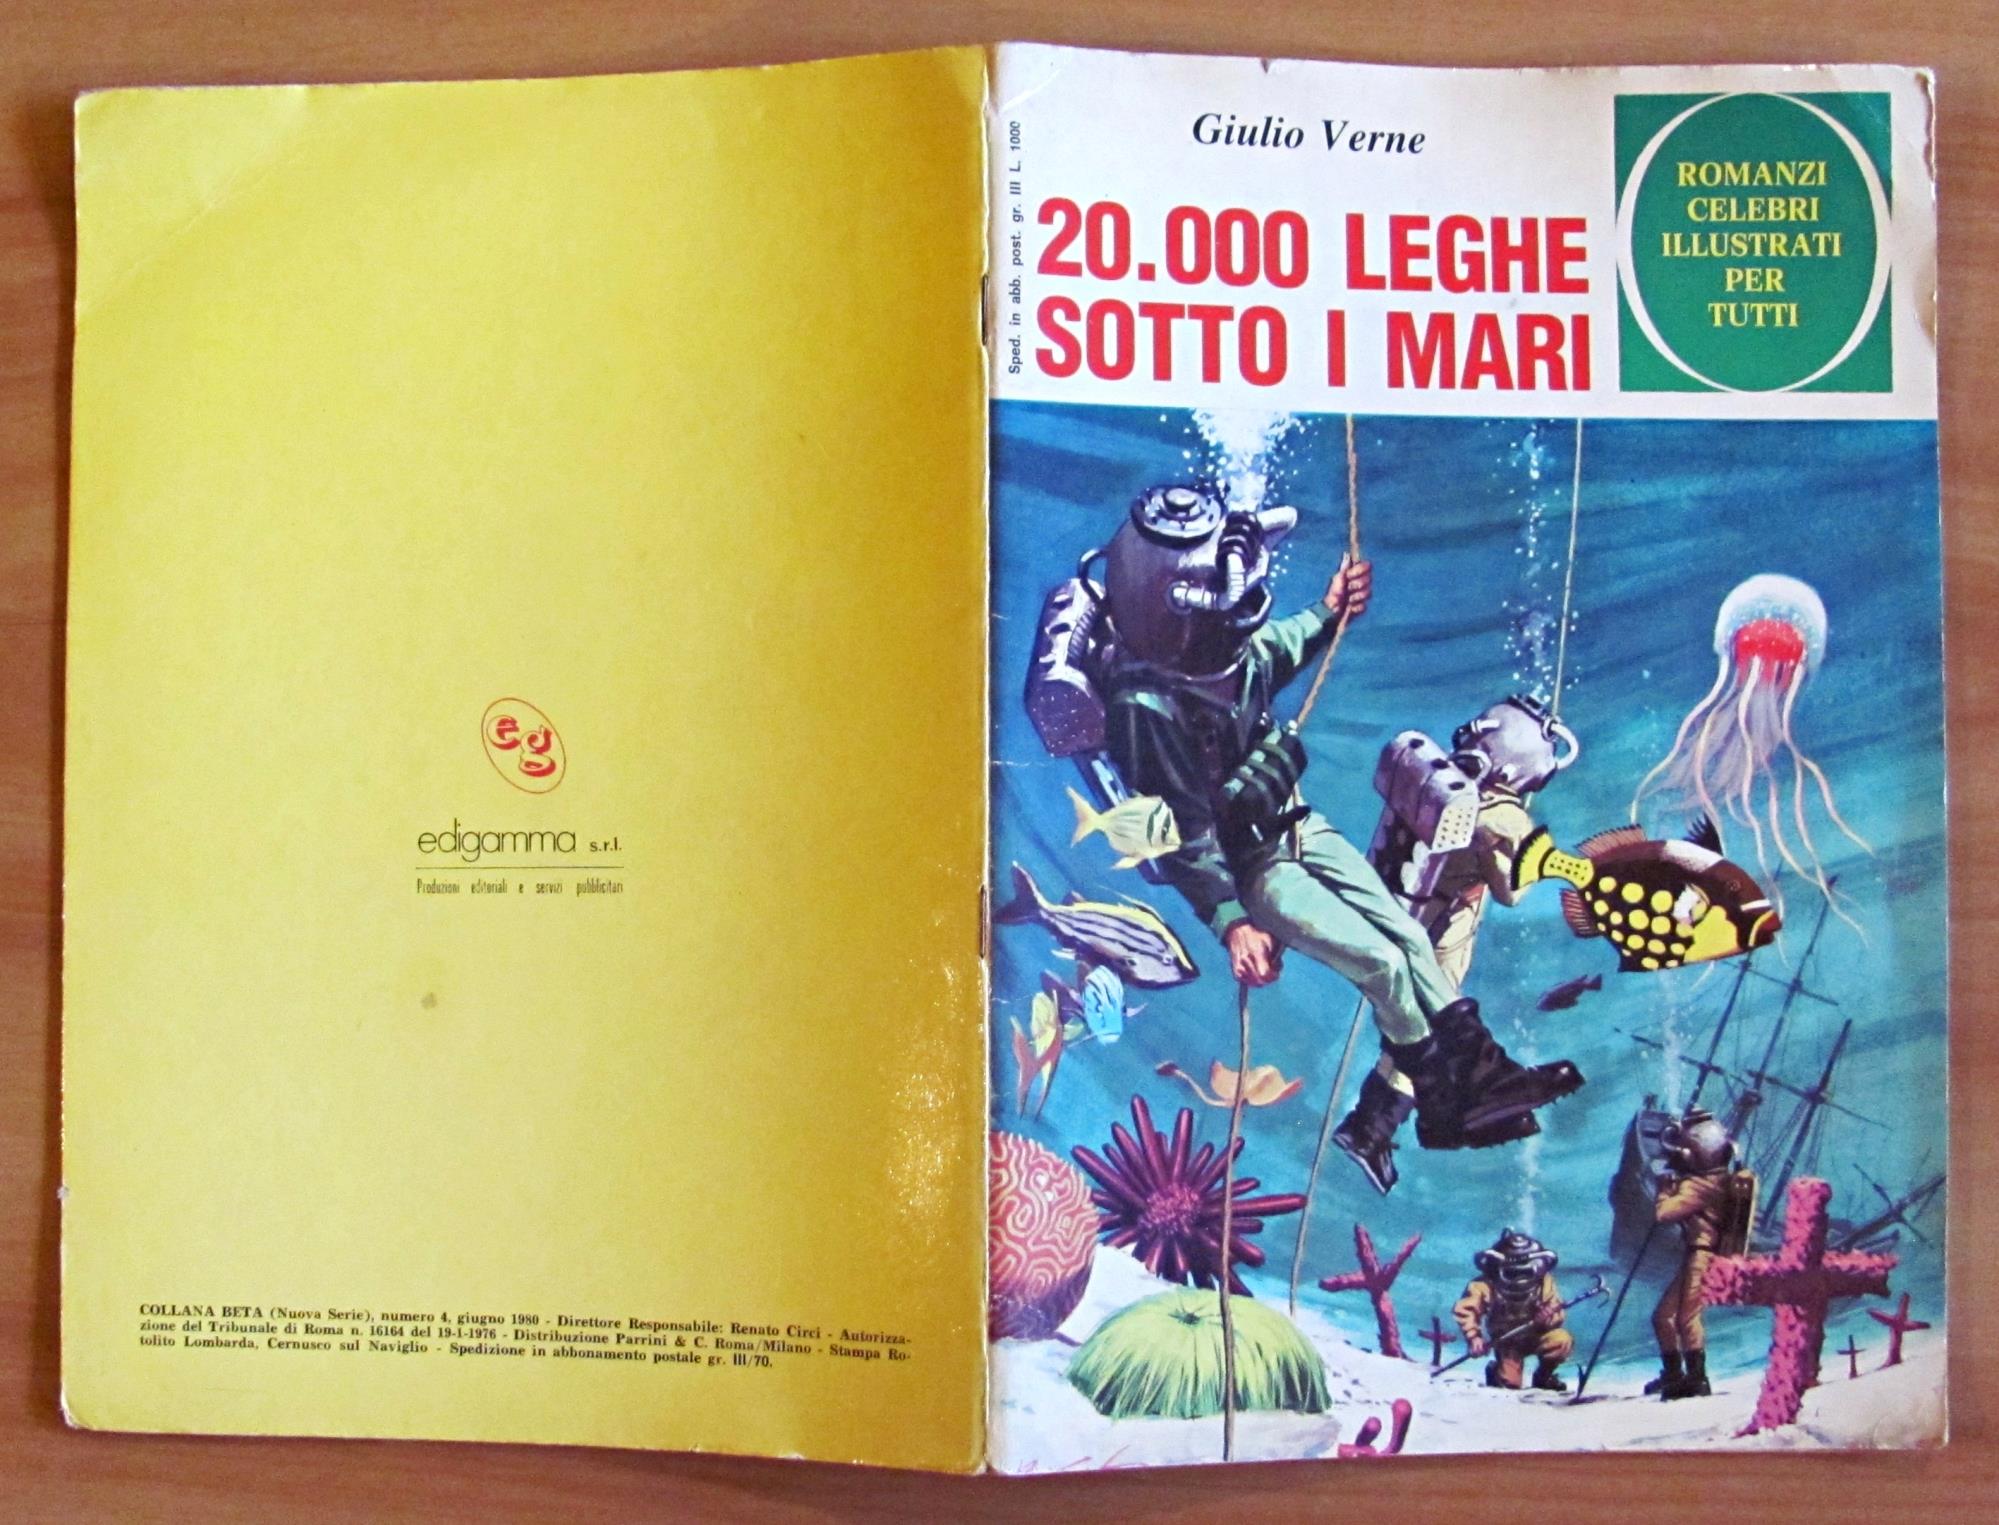 Giulio Verne
20.000 LEGHE
SOTTO I MARI
ROMANZI
CELEBRI
ILLUSTRATI
PER
TUTTI
Sped. in abb. post. gr. III L. 1000
eg
edigamma s.r.l.
Produzioni editoriali e servizi pubblicitari
COLLANA BETA (Nuova Serie), numero 4, giugno 1980 - Direttore Responsabile: Renato Circi - Autorizza-
zione del Tribunale di Roma n. 16164 del 19-1-1976 - Distribuzione Parrini & C. Roma/Milano - Stampa Ro-
tolito Lombarda, Cernusco sul Naviglio - Spedizione in abbonamento postale gr. III/70.